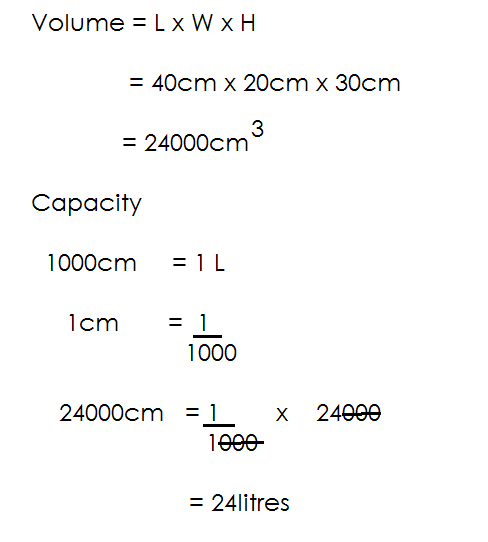 Volume = L x W x H
= 40cm x 20cm x 30cm
= 24000cm³
Capacity
1000cm = 1 L
1cm = 1
1000
24000cm = 1 x 24000
1000
= 24litres